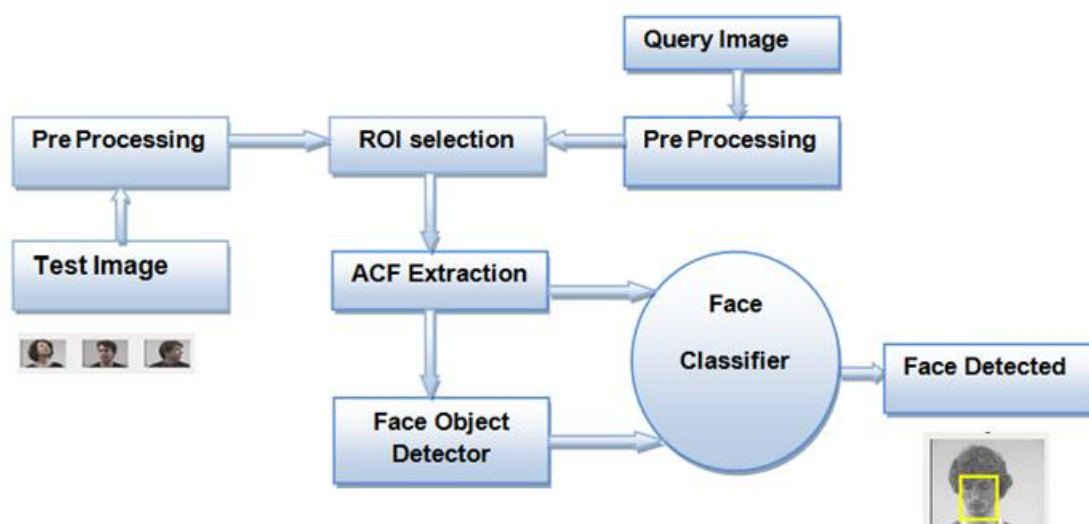 Query Image
Pre Processing
ROI selection
Pre Processing
Test Image
ACF Extraction
Face
Classifier
Face Detected
Face Object
Detector